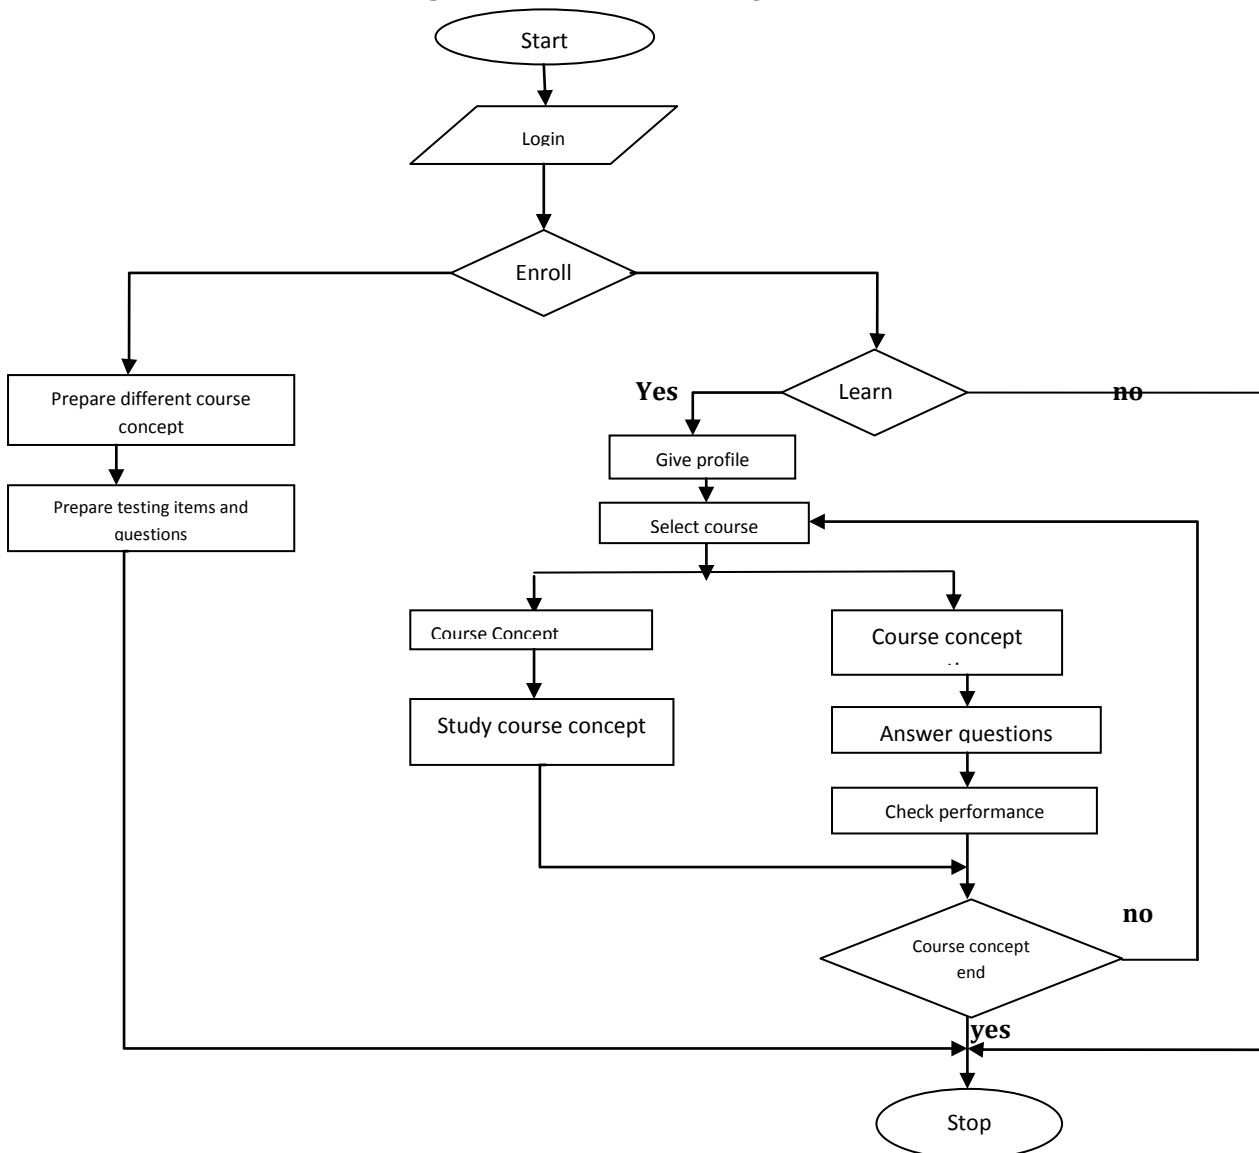 Start
Login
Enroll
Learn
Yes
no
Prepare different course
concept
Give profile
Prepare testing items and
questions
Select course
Course Concept
Course concept
Study course concept
Answer questions
Check performance
no
Course concept
end
yes
Stop